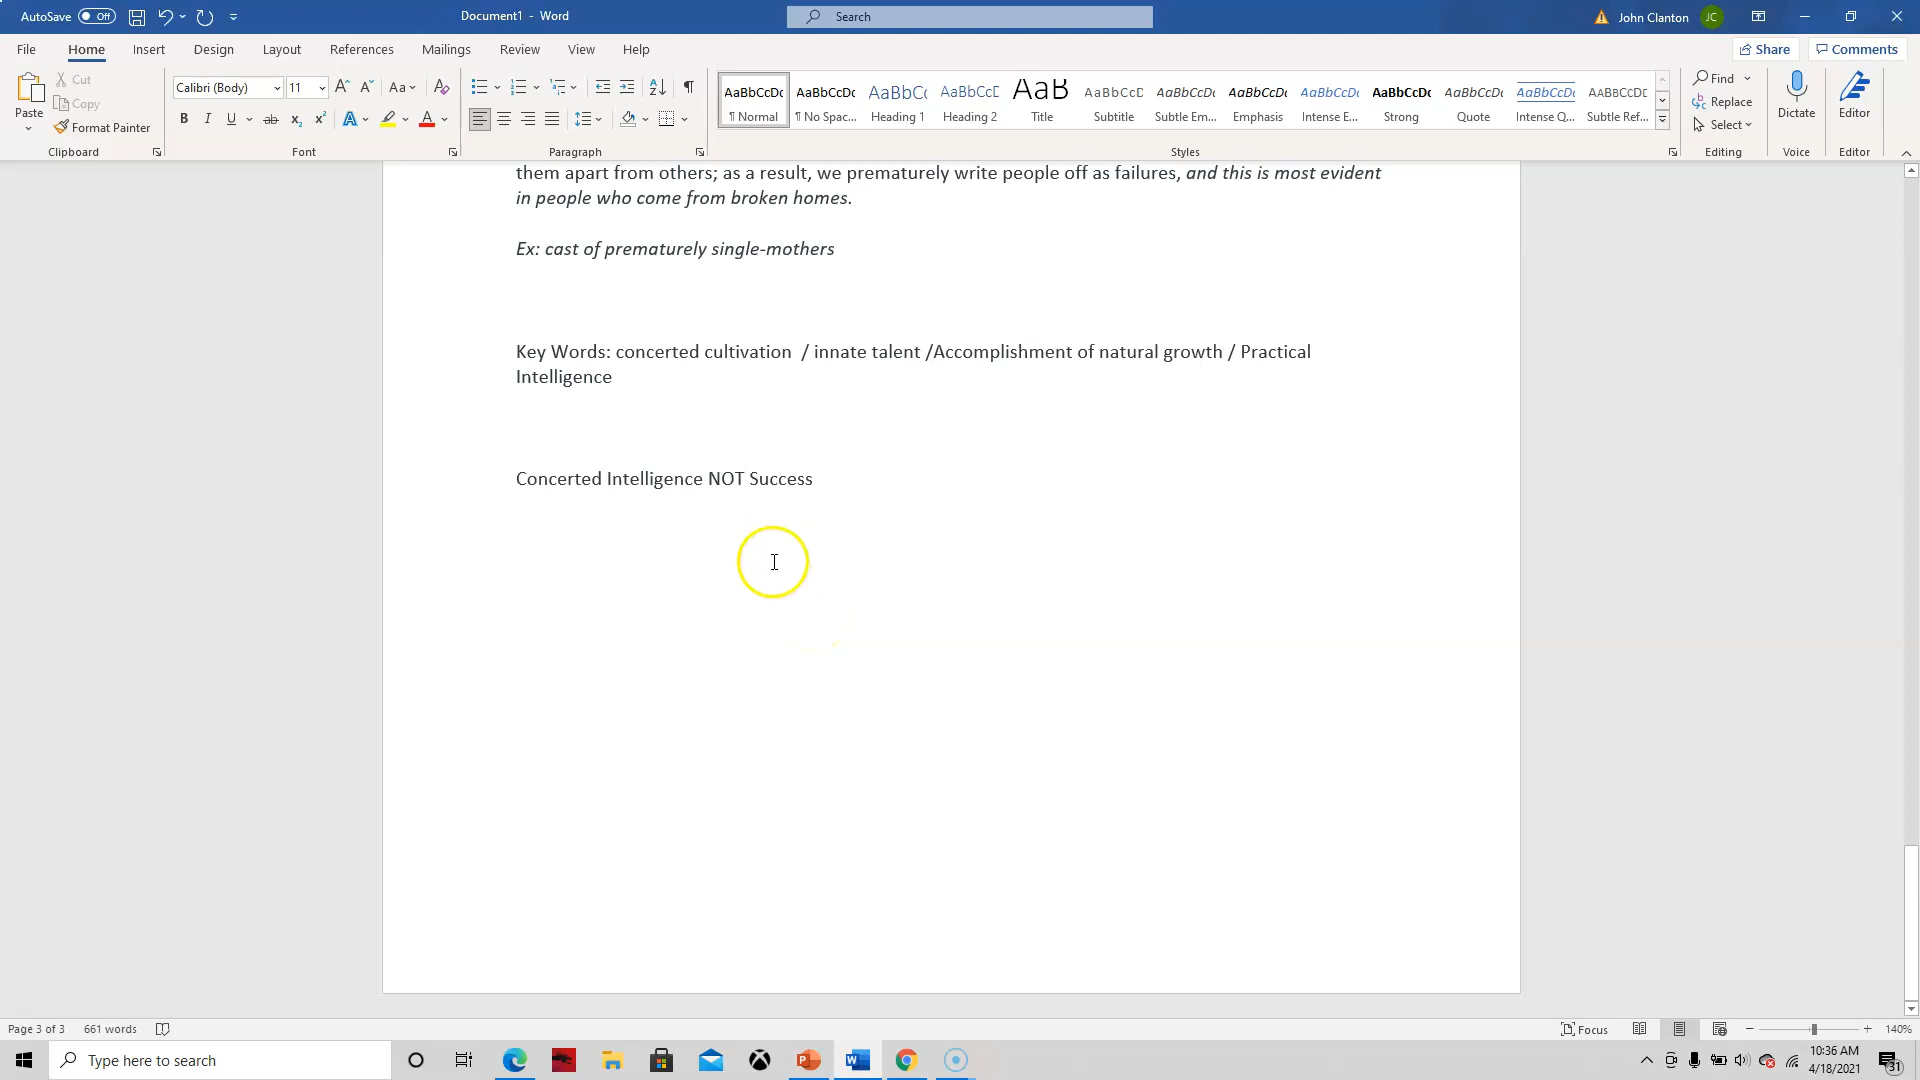 AutoSave Off
Document1 - Word
Search
John Clanton JC
File Home Insert Design Layout References Mailings Review View Help
Share Comments
Paste
Cut
Copy
Format Painter
Clipboard
Calibri (Body) 11
Font
Paragraph
AaBbCcDc AaBbCcDc AaBbCc AaBbCcD AaB AaBbCcD AaBbCcDc AaBbCcDc AaBbCcDc AaBbCcDc AaBbCcDc AaBbCcDc AABBCCDE
¶ Normal ¶ No Spac... Heading 1 Heading 2 Title Subtitle Subtle Em... Emphasis Intense E... Strong Quote Intense Q... Subtle Ref...
Styles
Find
Replace
Select
Editing
Dictate
Voice
Editor
Editor
them apart from others; as a result, we prematurely write people off as failures, and this is most evident
in people who come from broken homes.
Ex: cast of prematurely single-mothers
Key Words: concerted cultivation / innate talent /Accomplishment of natural growth / Practical
Intelligence
Concerted Intelligence NOT Success
Page 3 of 3 661 words
Focus
140%
Type here to search
10:36 AM
4/18/2021
31